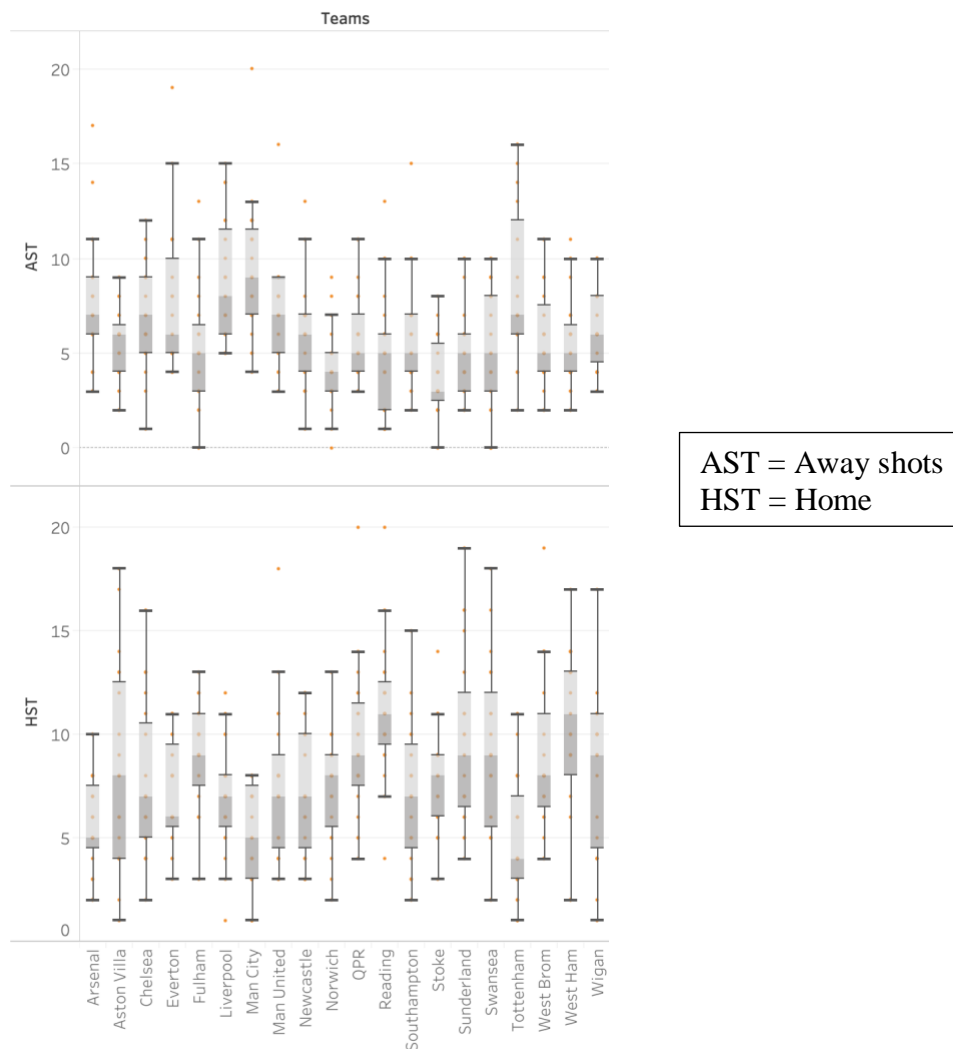 Teams
20
15
10
5
0
AST
20
15
10
5
0
HST
Arsenal
Aston Villa
Chelsea
Everton
Fulham
Liverpool
Man City
Man United
Newcastle
Norwich
QPR
Reading
Southampton
Stoke
Sunderland
Swansea
Tottenham
West Brom
West Ham
Wigan
AST = Away shots
HST = Home